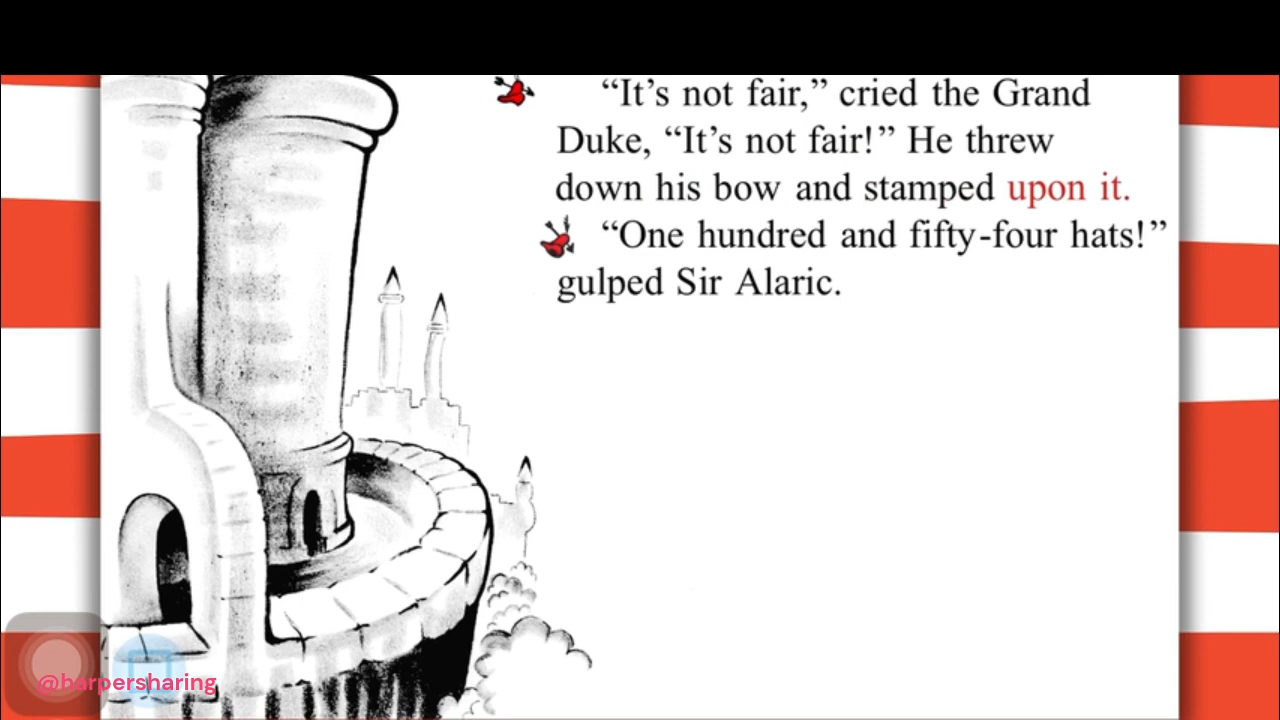 “It’s not fair,” cried the Grand
Duke, “It’s not fair!” He threw
down his bow and stamped upon it.
“One hundred and fifty-four hats!”
gulped Sir Alaric.
@harpersharing